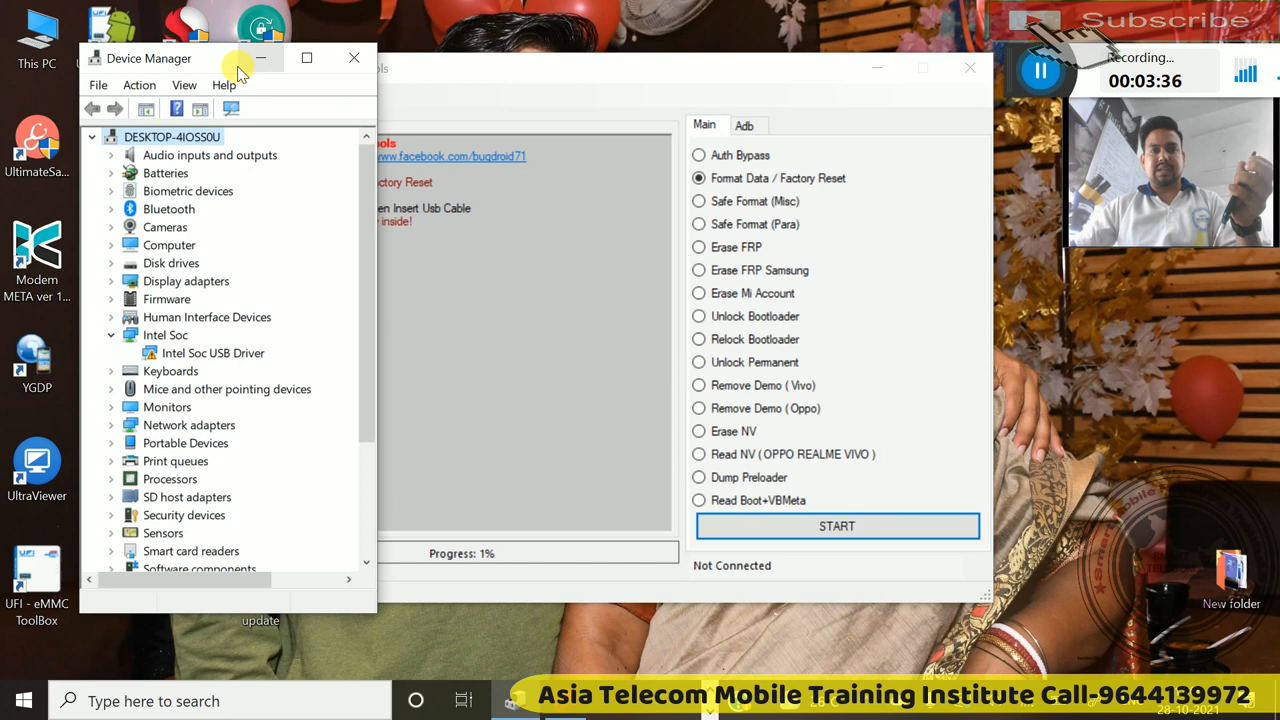 This PC
UltimateSa...
Modem
META ver 1...
YGDP
UltraViewer
UFI - eMMC
ToolBox
update
New folder
Device Manager
File Action View Help
DESKTOP-4IOSS0U
Audio inputs and outputs
Batteries
Biometric devices
Bluetooth
Cameras
Computer
Disk drives
Display adapters
Firmware
Human Interface Devices
Intel Soc
Intel Soc USB Driver
Keyboards
Mice and other pointing devices
Monitors
Network adapters
Portable Devices
Print queues
Processors
SD host adapters
Security devices
Sensors
Smart card readers
Software components
ols
ols
www.facebook.com/bugdroid71
ctory Reset
en Insert Usb Cable
inside!
Progress: 1%
Main Adb
Auth Bypass
Format Data / Factory Reset
Safe Format (Misc)
Safe Format (Para)
Erase FRP
Erase FRP Samsung
Erase Mi Account
Unlock Bootloader
Relock Bootloader
Unlock Permanent
Remove Demo ( Vivo)
Remove Demo ( Oppo)
Erase NV
Read NV ( OPPO REALME VIVO )
Dump Preloader
Read Boot+VBMeta
START
Not Connected
Subscribe
Recording...
00:03:36
Type here to search
Asia Telecom Mobile Training Institute Call-9644139972
28-10-2021